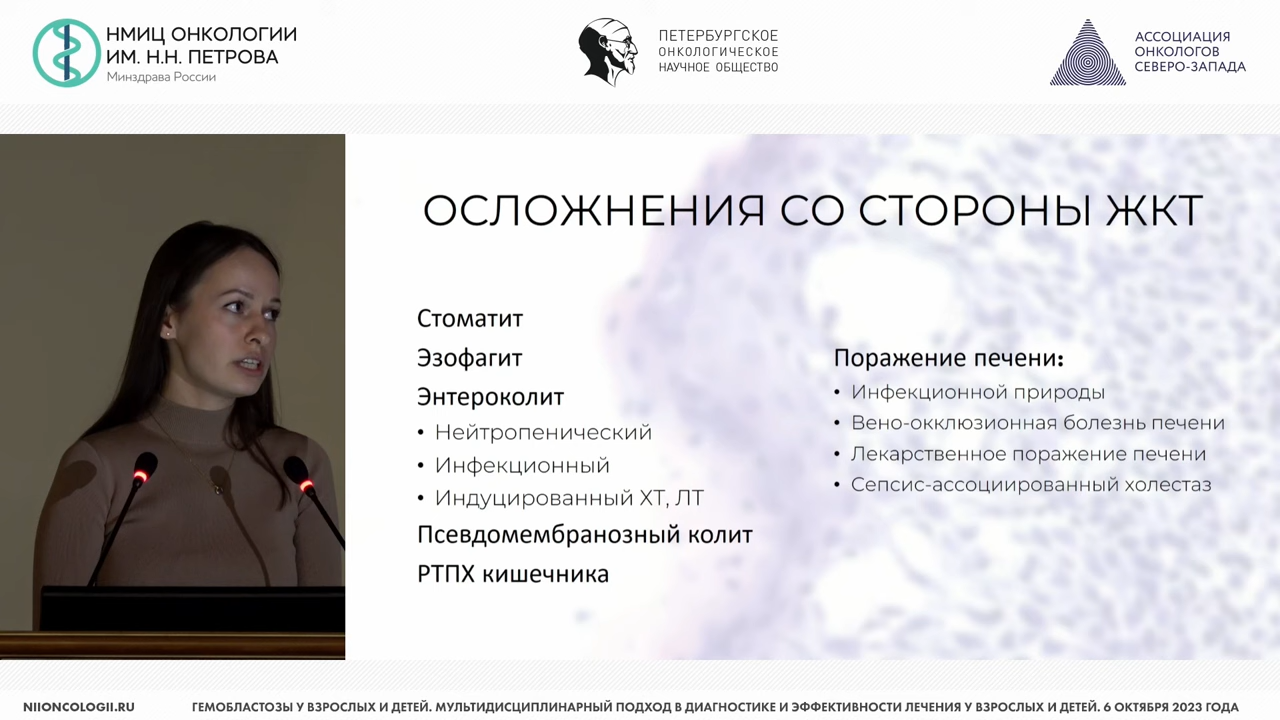 НМИЦ ОНКОЛОГИИ
ИМ. Н.Н. ПЕТРОВА
Минздрава России
ПЕТЕРБУРГСКОЕ
ОНКОЛОГИЧЕСКОЕ
НАУЧНОЕ ОБЩЕСТВО
АССОЦИАЦИЯ
ОНКОЛОГОВ
СЕВЕРО-ЗАПАДА
ОСЛОЖНЕНИЯ СО СТОРОНЫ ЖКТ
Стоматит
Эзофагит
Энтероколит
• Нейтропенический
• Инфекционный
• Индуцированный ХТ, ЛТ
Псевдомембранозный колит
РТПХ кишечника
Поражение печени:
• Инфекционной природы
• Вено-окклюзионная болезнь печени
• Лекарственное поражение печени
• Сепсис-ассоциированный холестаз
NIIONCOLOGII.RU
ГЕМОБЛАСТОЗЫ У ВЗРОСЛЫХ И ДЕТЕЙ. МУЛЬТИДИСЦИПЛИНАРНЫЙ ПОДХОД В ДИАГНОСТИКЕ И ЭФФЕКТИВНОСТИ ЛЕЧЕНИЯ У ВЗРОСЛЫХ И ДЕТЕЙ. 6 ОКТЯБРЯ 2023 ГОДА